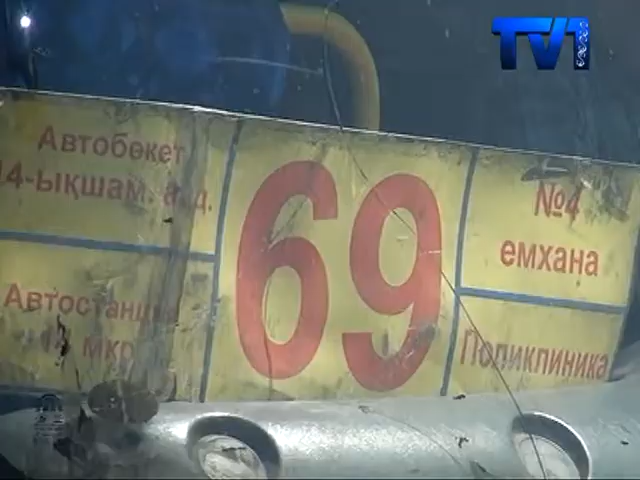 TV1
Автобекет
14-ықшам. ауд.
Автостанция
мкр
69
№4
емхана
Поликлиника